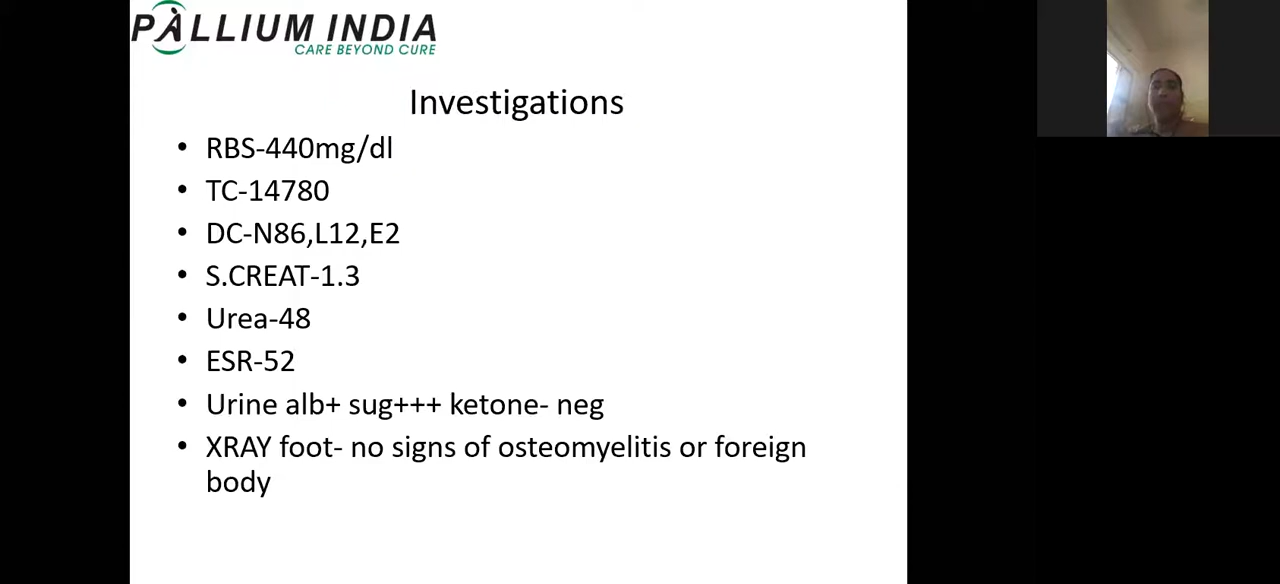 PALLIUM INDIA
CARE BEYOND CURE
Investigations
• RBS-440mg/dl
• TC-14780
• DC-N86,L12,E2
• S.CREAT-1.3
• Urea-48
• ESR-52
• Urine alb+ sug+++ ketone- neg
• XRAY foot- no signs of osteomyelitis or foreign
body